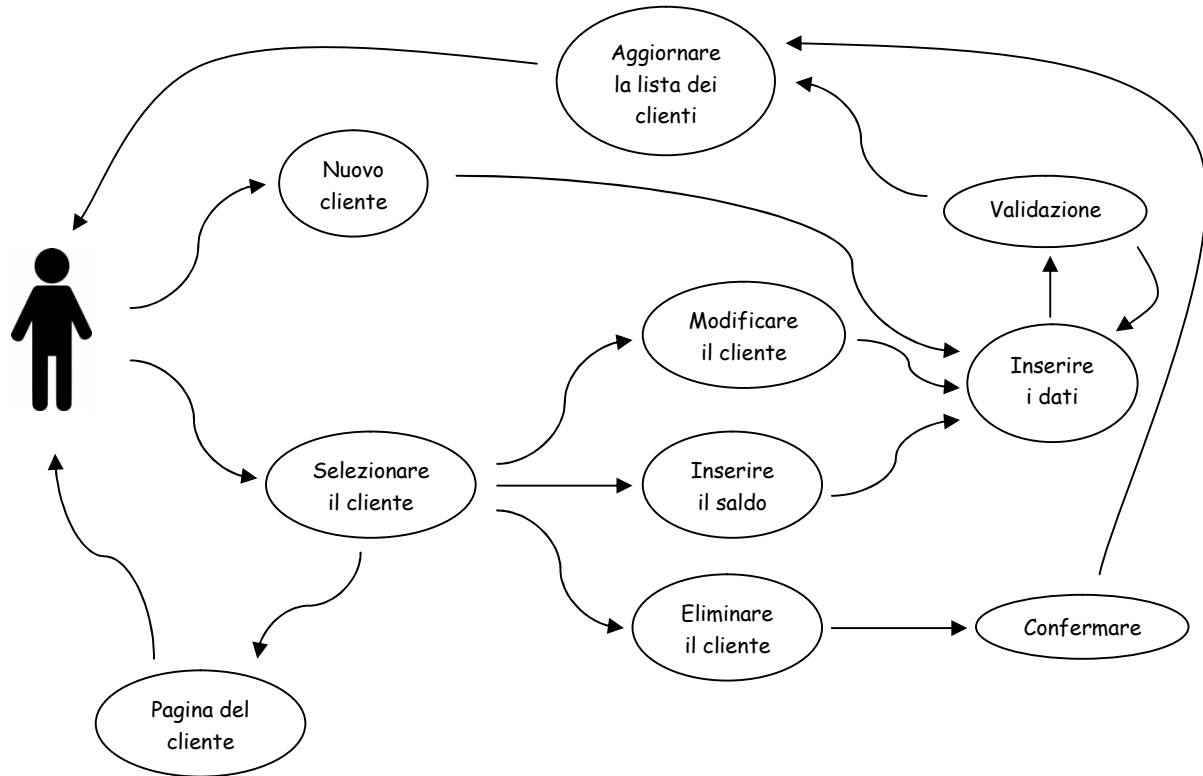 Aggiornare
la lista dei
clienti
Nuovo
cliente
Validazione
Modificare
il cliente
Inserire
i dati
Selezionare
il cliente
Inserire
il saldo
Eliminare
il cliente
Confermare
Pagina del
cliente